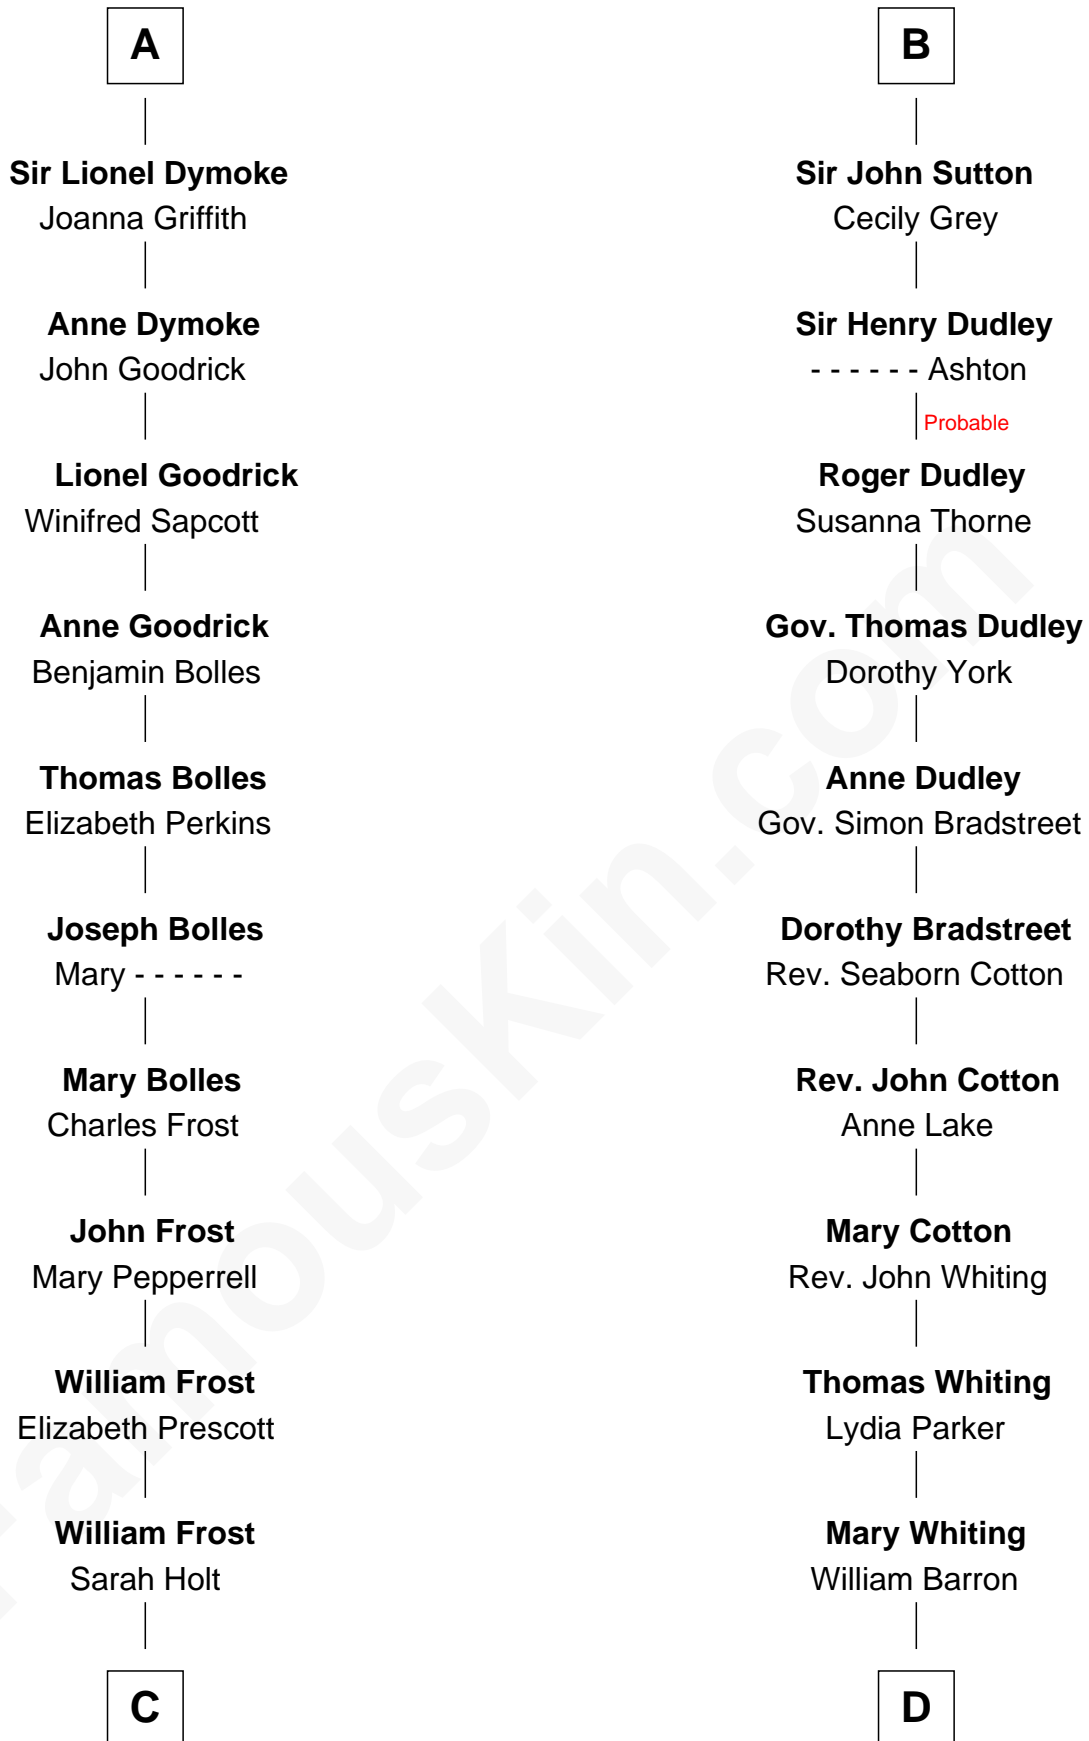 A
Sir Lionel Dymoke
Joanna Griffith
Anne Dymoke
John Goodrick
Lionel Goodrick
Winifred Sapcott
Anne Goodrick
Benjamin Bolles
Thomas Bolles
Elizabeth Perkins
Joseph Bolles
Mary - - - - - -
Mary Bolles
Charles Frost
John Frost
Mary Pepperrell
William Frost
Elizabeth Prescott
William Frost
Sarah Holt
C
B
Sir John Sutton
Cecily Grey
Sir Henry Dudley
- - - - - - Ashton
Probable
Roger Dudley
Susanna Thorne
Gov. Thomas Dudley
Dorothy York
Anne Dudley
Gov. Simon Bradstreet
Dorothy Bradstreet
Rev. Seaborn Cotton
Rev. John Cotton
Anne Lake
Mary Cotton
Rev. John Whiting
Thomas Whiting
Lydia Parker
Mary Whiting
William Barron
D
FamousKin.com